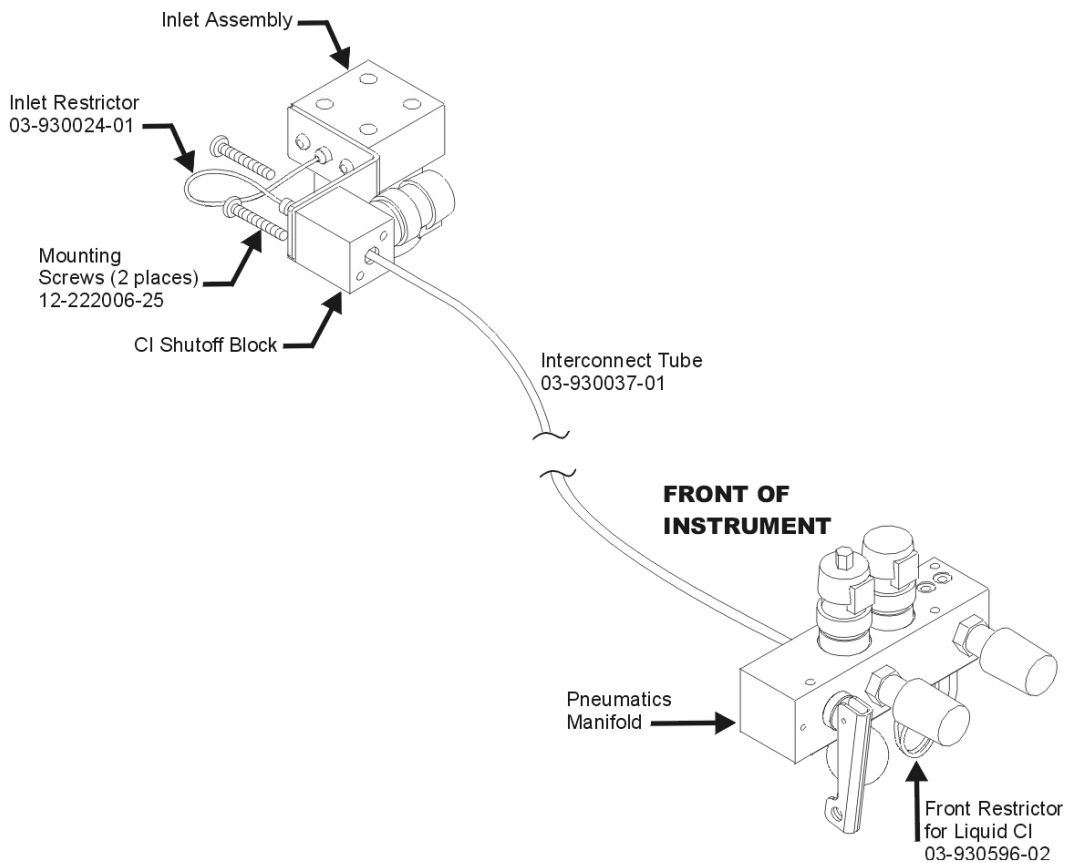 Inlet Assembly
Inlet Restrictor
03-930024-01
Mounting
Screws (2 places)
12-222006-25
CI Shutoff Block
Interconnect Tube
03-930037-01
FRONT OF
INSTRUMENT
Pneumatics
Manifold
Front Restrictor
for Liquid CI
03-930596-02